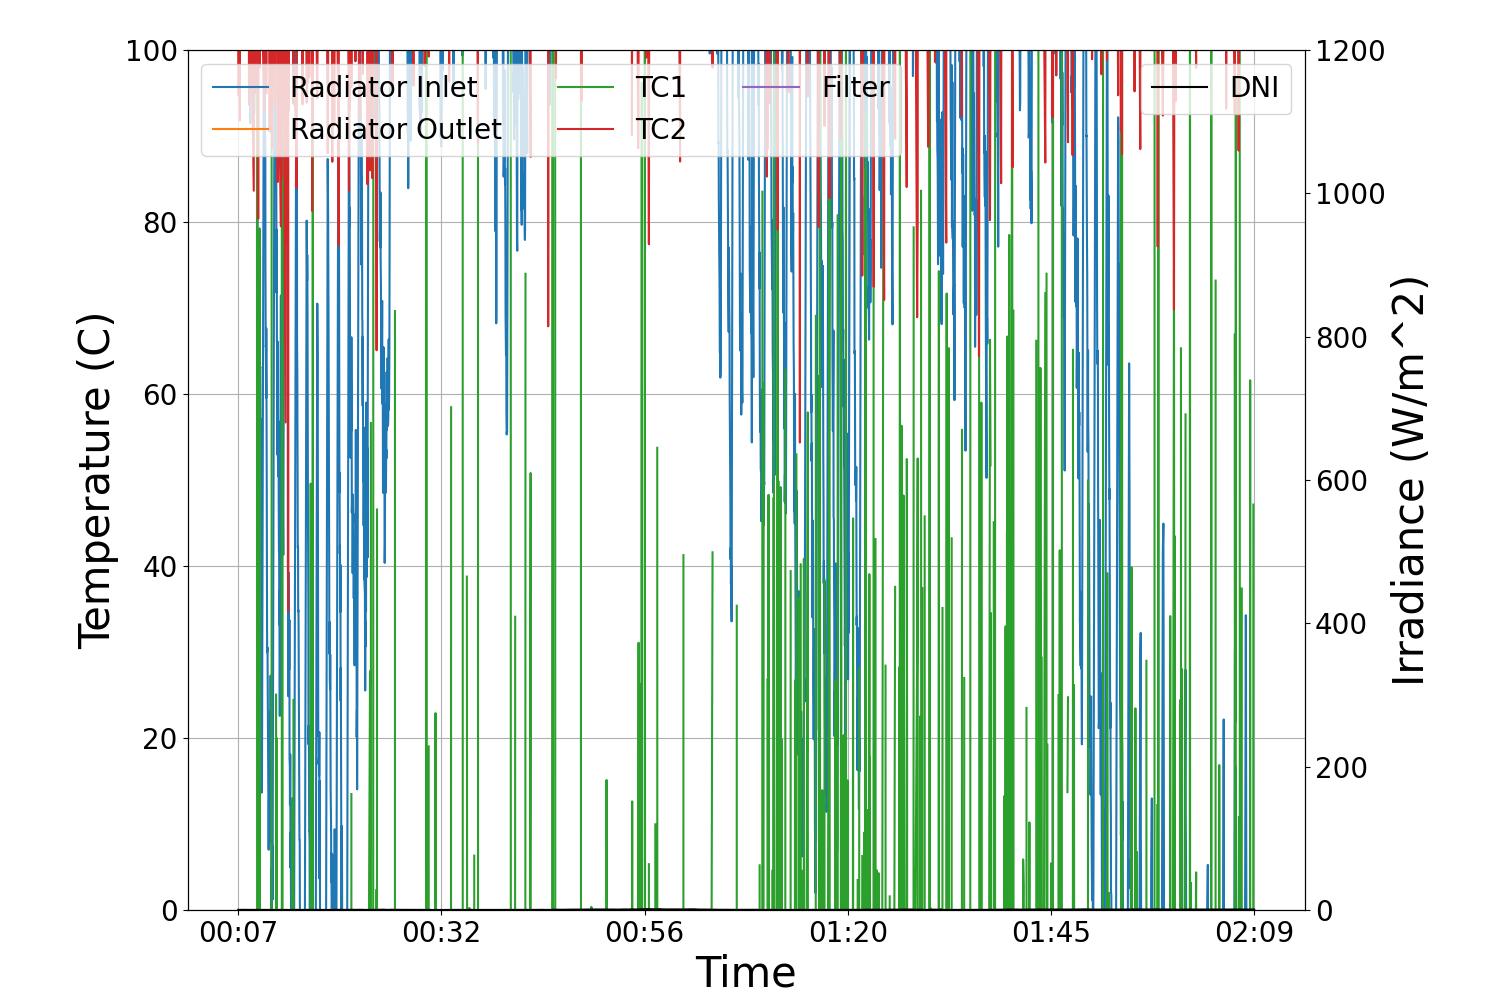 100
80
60
40
20
0
Temperature (C)
Radiator Inlet
Radiator Outlet
TC1
TC2
Filter
DNI
1200
1000
800
600
400
200
0
Irradiance (W/m^2)
00:07 00:32 00:56 01:20 01:45 02:09
Time